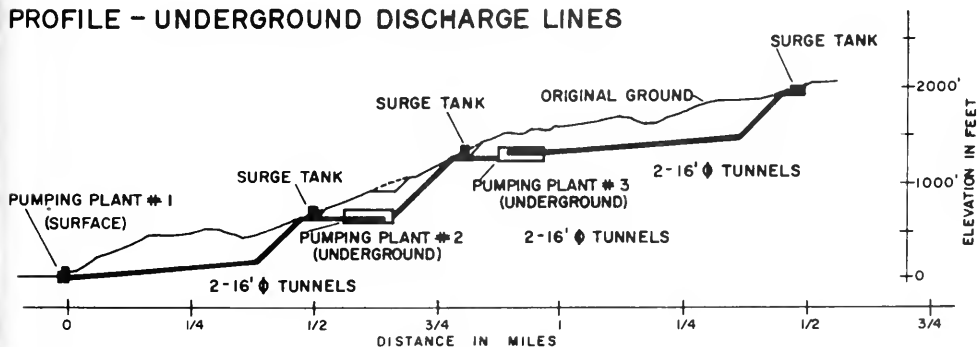 PROFILE - UNDERGROUND DISCHARGE LINES
SURGE TANK
2000'
ORIGINAL GROUND
SURGE TANK
ELEVATION IN FEET
2-16' ɸ TUNNELS
SURGE TANK
PUMPING PLANT #3
(UNDERGROUND)
1000'
PUMPING PLANT #1
(SURFACE)
PUMPING PLANT #2
(UNDERGROUND)
2-16' ɸ TUNNELS
0
2-16' ɸ TUNNELS
0 1/4 1/2 3/4 1 1/4 1/2 3/4
DISTANCE IN MILES